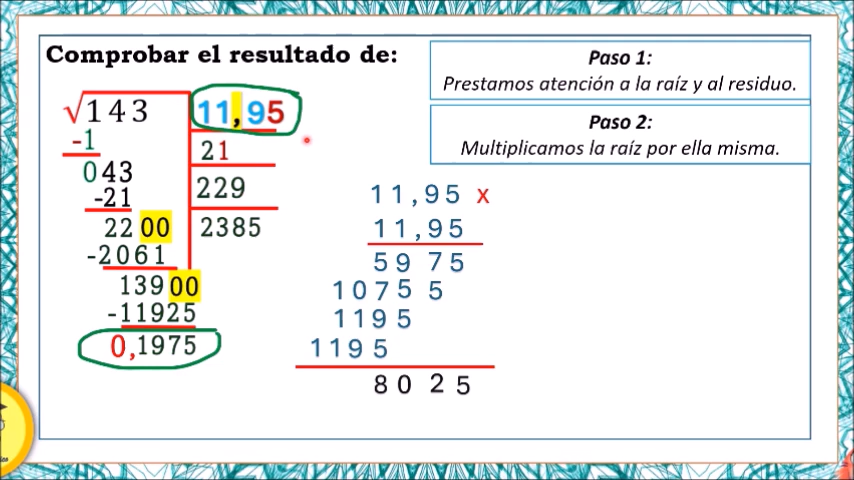 Comprobar el resultado de:
Paso 1:
Prestamos atención a la raíz y al residuo.
Paso 2:
Multiplicamos la raíz por ella misma.
√143 11,95
-1 21
043
-21 229
2200 2385
-2061
13900
-11925
0,1975
11,95 x
11,95
5975
10755
1195
1195
8025